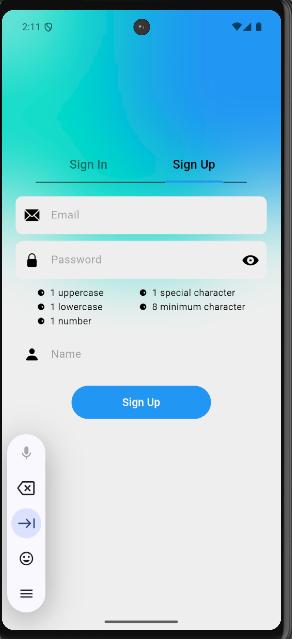 2:11
Sign In
Sign Up
Email
Password
1 uppercase
1 special character
1 lowercase
8 minimum character
1 number
Name
Sign Up